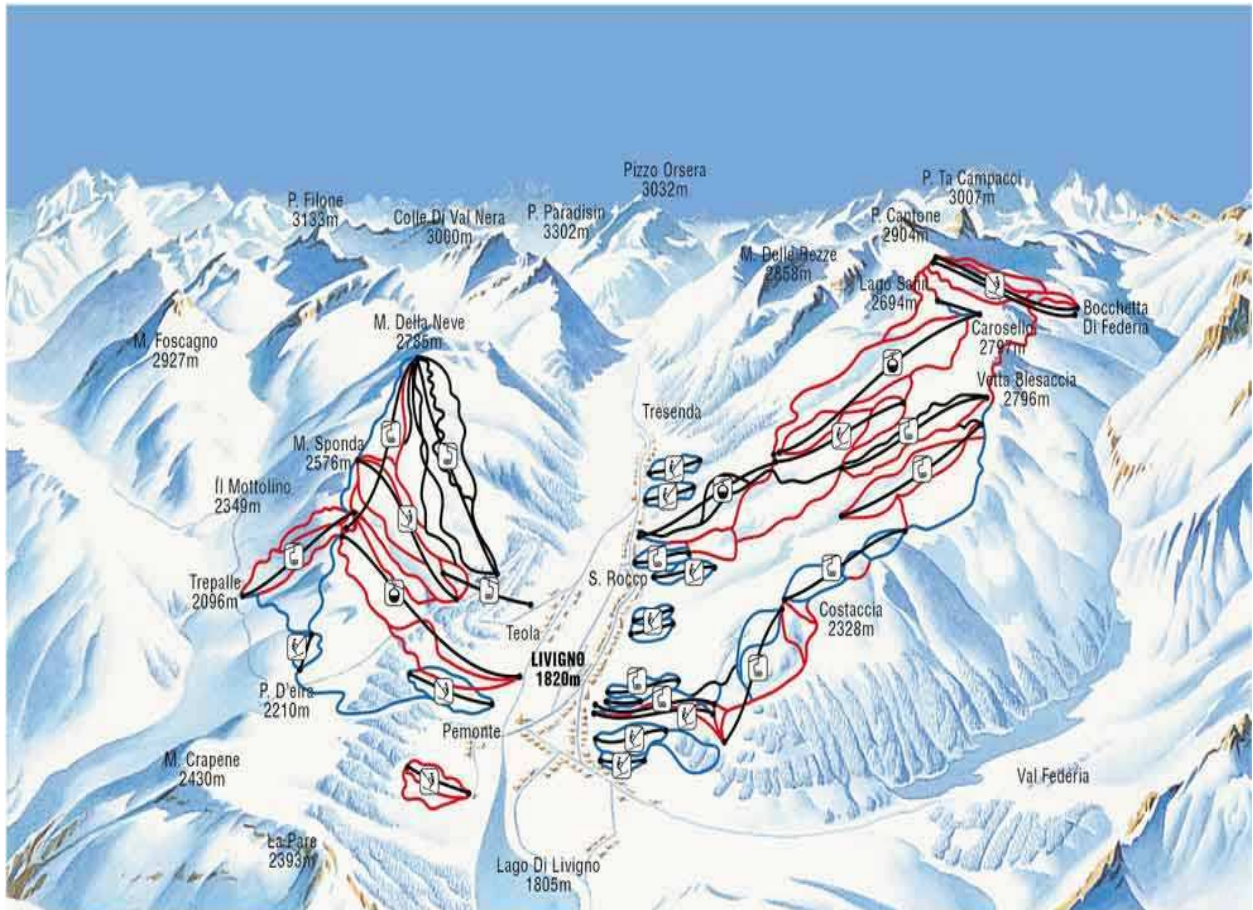 Pizzo Orsera
3032m
P. Ta Campacci
3007m
P. Filone
3133m
Colle Di Val Nera
3000m
P. Paradisin
3302m
P. Cantone
2904m
M. Delle Rezze
2858m
Lago Salin
2694m
Bocchetta
Di Federia
Carosello
2797m
M. Foscagno
2927m
M. Della Neve
2785m
Vetta Blesaccia
2796m
Tresenda
M. Sponda
2576m
Il Mottolino
2349m
Trepalle
2096m
S. Rocco
Costaccia
2328m
Teola
LIVIGNO
1820m
P. D'eira
2210m
Pemonte
M. Crapene
2430m
Val Federia
La Pare
2393m
Lago Di Livigno
1805m